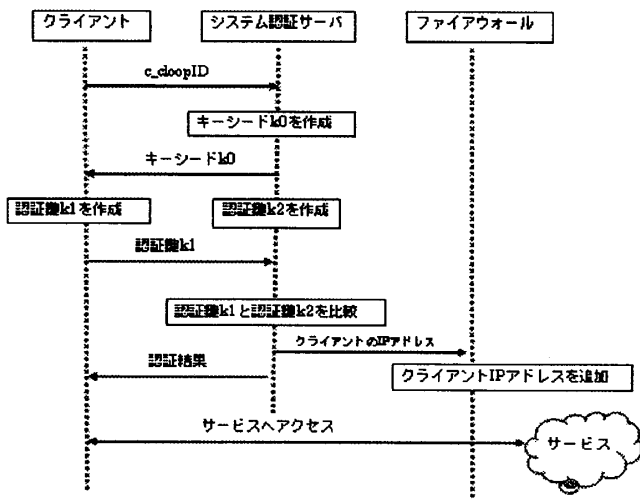 クライアント
システム認証サーバ
ファイアウォール
c_cloopID
キーシードk0を作成
キーシードk0
認証鍵k1を作成
認証鍵k2を作成
認証鍵k1
認証鍵k1と認証鍵k2を比較
クライアントのIPアドレス
認証結果
クライアントIPアドレスを追加
サービスへアクセス
サービス